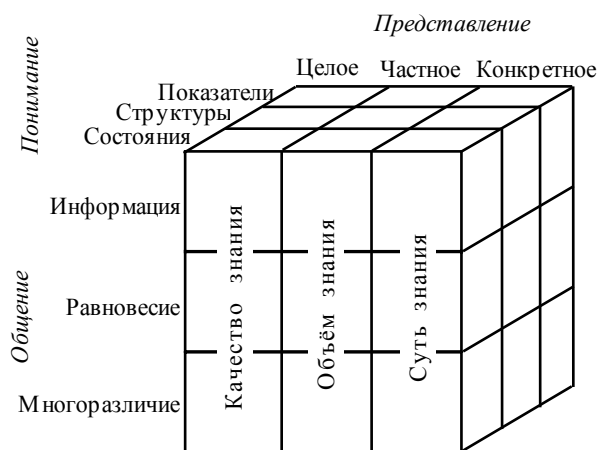 Представление
Целое
Частное
Конкретное
Понимание
Показатели
Структуры
Состояния
Общение
Информация
Равновесие
Многоразличие
Качество знания
Объём знания
Суть знания